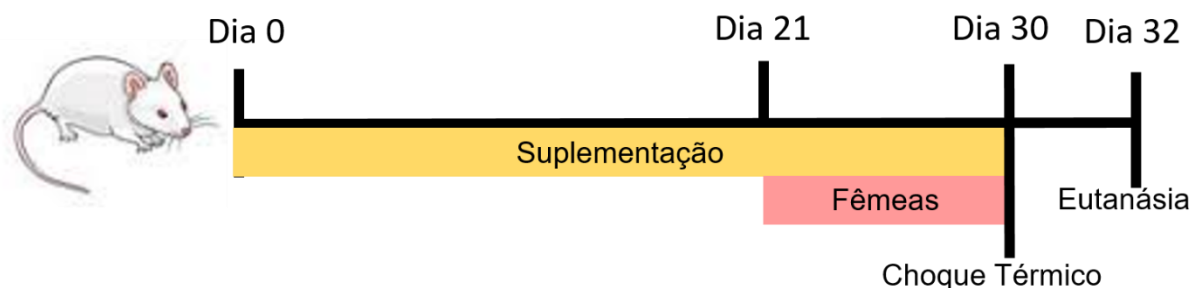 Dia 0
Dia 21
Dia 30
Dia 32
Suplementação
Fêmeas
Eutanásia
Choque Térmico